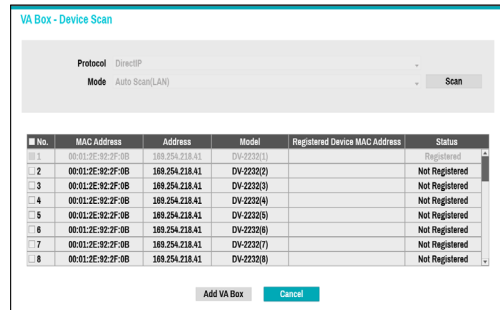 VA Box - Device Scan
Protocol DirectIP
Mode Auto Scan(LAN) Scan
No. MAC Address Address Model Registered Device MAC Address Status
1 00:01:2E:92:2F:0B 169.254.218.41 DV-2232(1) Registered
2 00:01:2E:92:2F:0B 169.254.218.41 DV-2232(2) Not Registered
3 00:01:2E:92:2F:0B 169.254.218.41 DV-2232(3) Not Registered
4 00:01:2E:92:2F:0B 169.254.218.41 DV-2232(4) Not Registered
5 00:01:2E:92:2F:0B 169.254.218.41 DV-2232(5) Not Registered
6 00:01:2E:92:2F:0B 169.254.218.41 DV-2232(6) Not Registered
7 00:01:2E:92:2F:0B 169.254.218.41 DV-2232(7) Not Registered
8 00:01:2E:92:2F:0B 169.254.218.41 DV-2232(8) Not Registered
Add VA Box Cancel